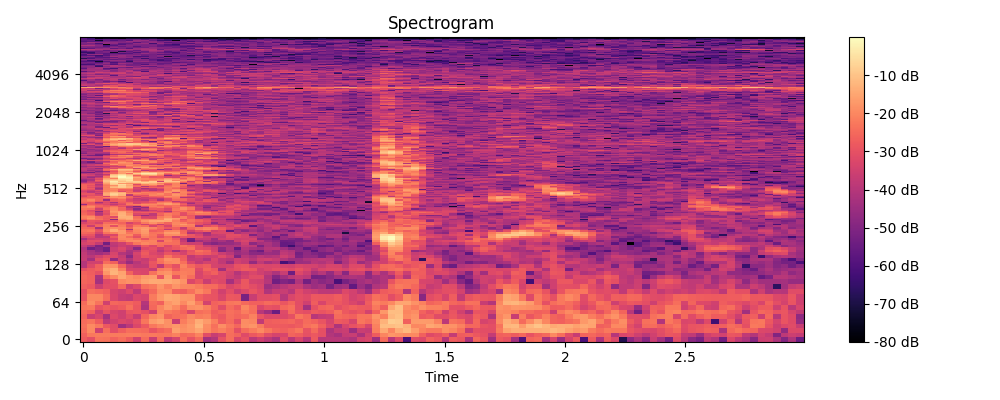 Spectrogram
Hz
4096
2048
1024
512
256
128
64
0
0
0.5
1
1.5
2
2.5
Time
-10 dB
-20 dB
-30 dB
-40 dB
-50 dB
-60 dB
-70 dB
-80 dB